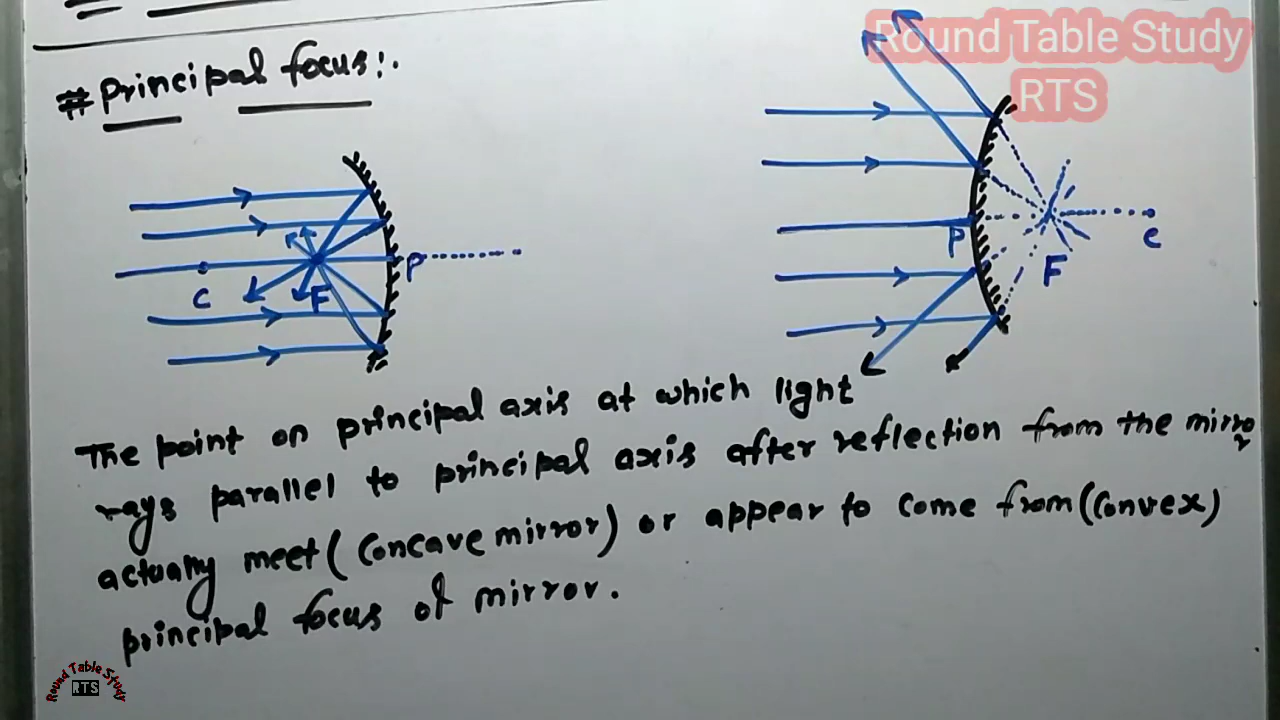 Round Table Study
RTS
# Principal focus:.
P
C
F
P
F
C
The point on principal axis at which light
rays parallel to principal axis after reflection from the mirror
actually meet (Concave mirror) or appear to come from (Convex)
principal focus of mirror.
Round Table Study
RTS